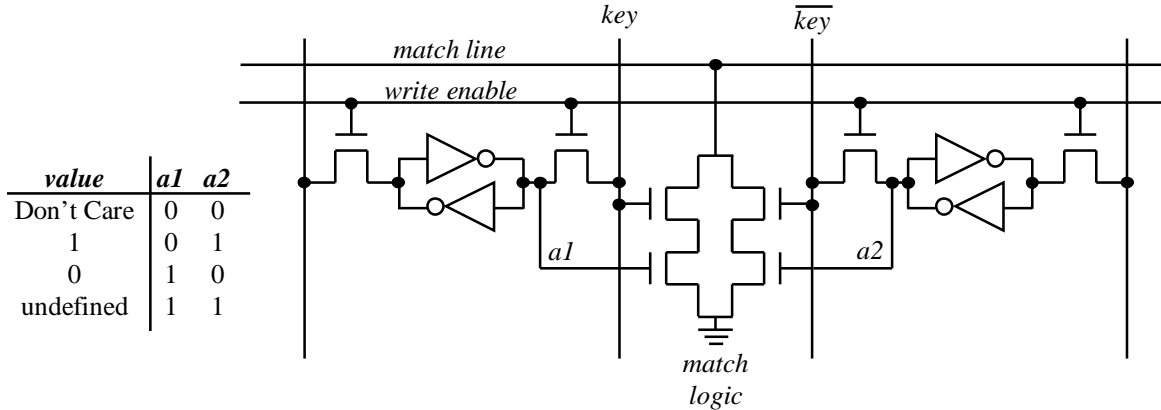 key
key
match line
write enable
value a1 a2
Don't Care 0 0
1 0 1
0 1 0
undefined 1 1
a1
a2
match
logic